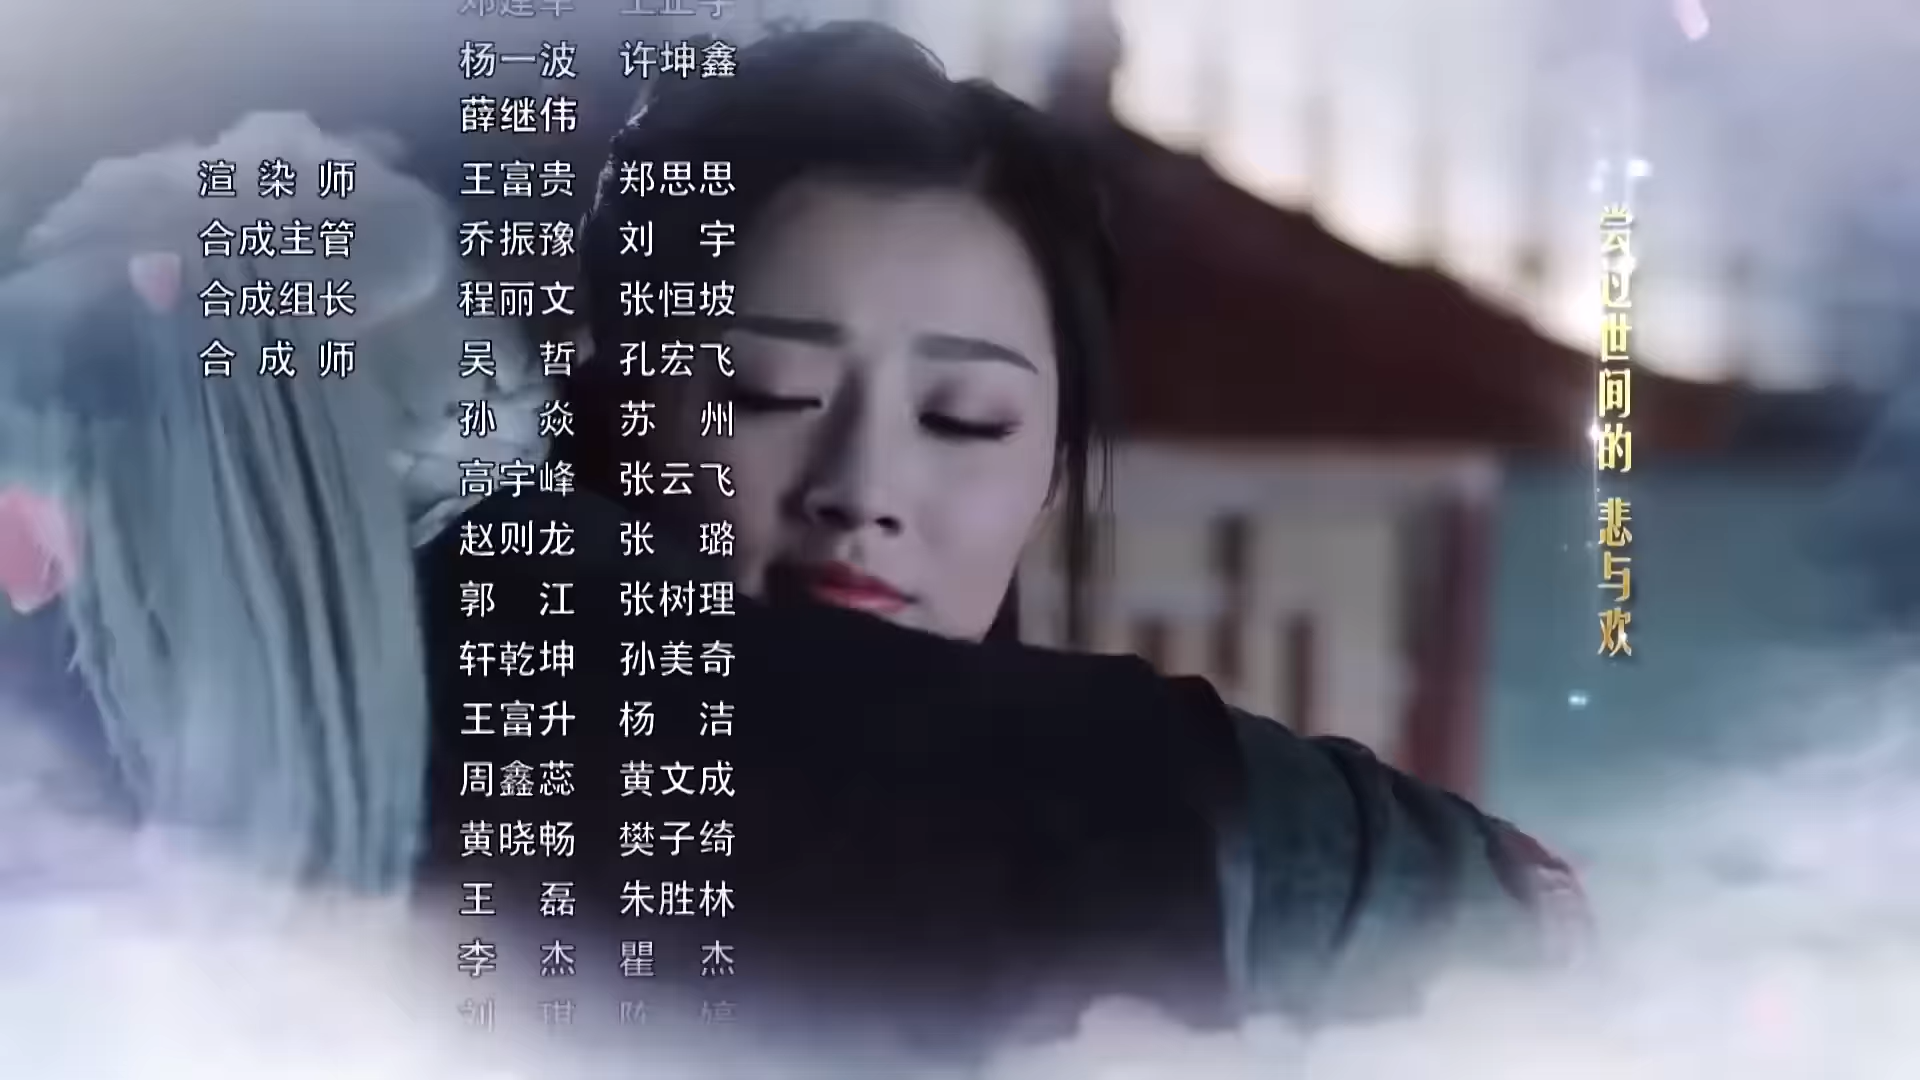 杨一波 许坤鑫
薛继伟
渲染师 王富贵 郑思思
合成主管 乔振豫 刘宇
合成组长 程丽文 张恒坡
合成师 吴哲 孔宏飞
孙焱 苏州
高宇峰 张云飞
赵则龙 张璐
郭江 张树理
轩乾坤 孙美奇
王富升 杨洁
周鑫蕊 黄文成
黄晓畅 樊子绮
王磊 朱胜林
李杰 瞿杰
刘琪 陈婷
尝过世间的 悲与欢